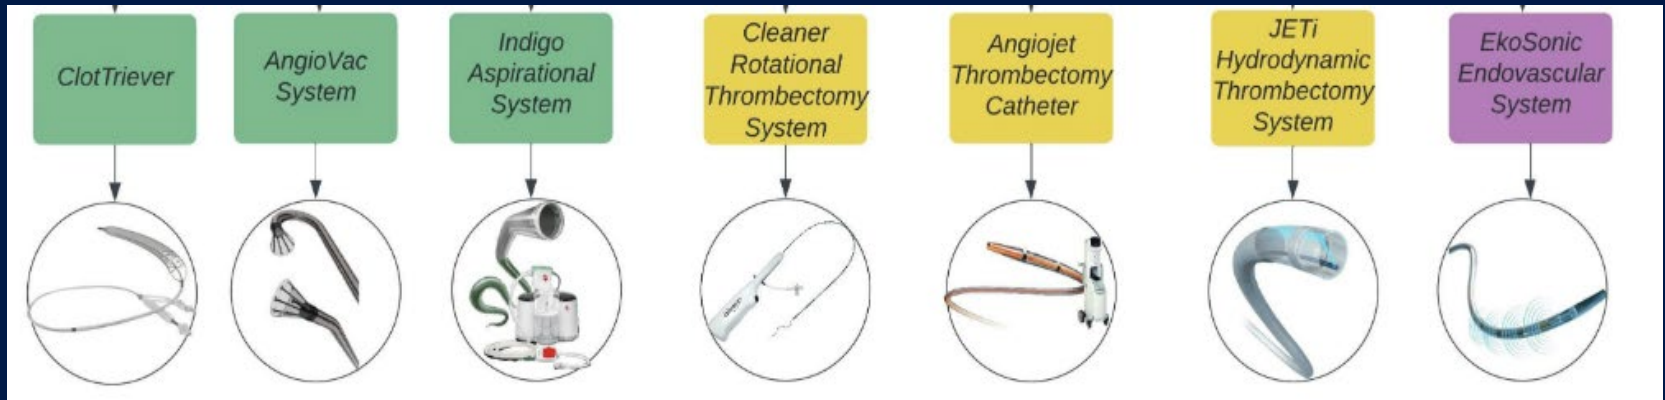 ClotTriever
AngioVac
System
Indigo
Aspirational
System
Cleaner
Rotational
Thrombectomy
System
Angiojet
Thrombectomy
Catheter
JETi
Hydrodynamic
Thrombectomy
System
EkoSonic
Endovascular
System